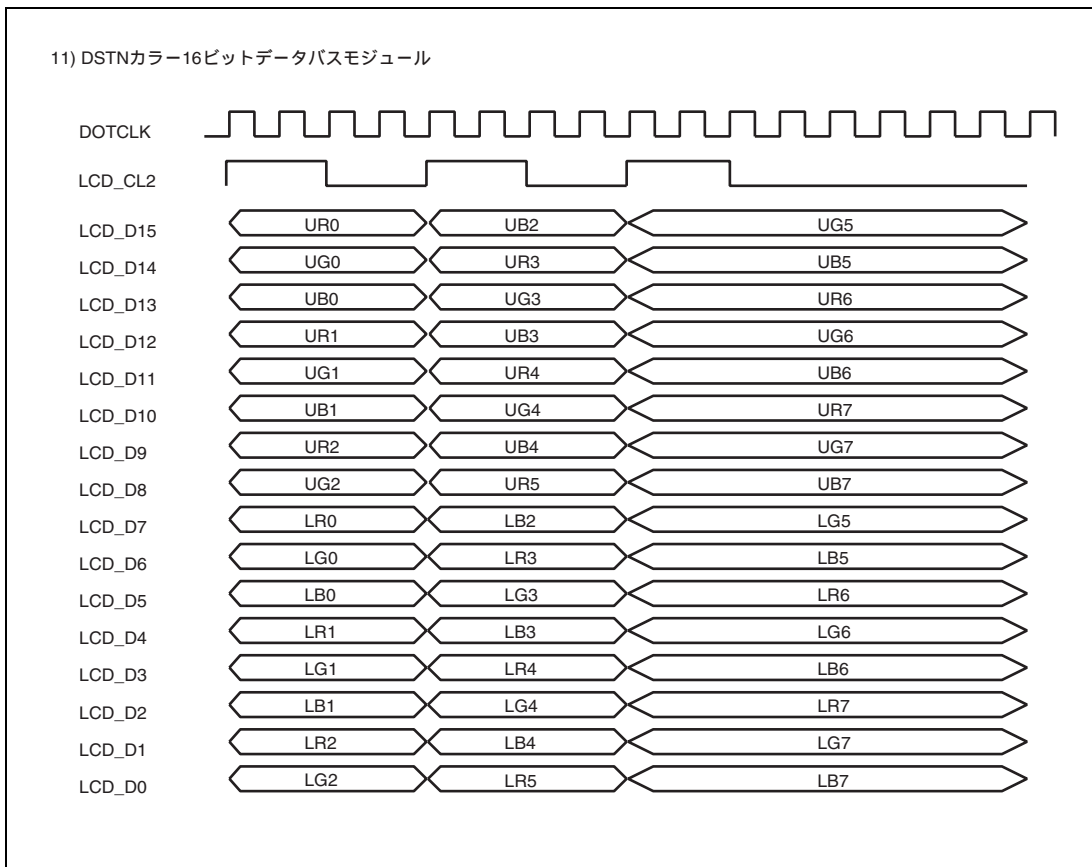 11) DSTNカラー16ビットデータバスモジュール
DOTCLK
LCD_CL2
LCD_D15 UR0 UB2 UG5
LCD_D14 UG0 UR3 UB5
LCD_D13 UB0 UG3 UR6
LCD_D12 UR1 UB3 UG6
LCD_D11 UG1 UR4 UB6
LCD_D10 UB1 UG4 UR7
LCD_D9 UR2 UB4 UG7
LCD_D8 UG2 UR5 UB7
LCD_D7 LR0 LB2 LG5
LCD_D6 LG0 LR3 LB5
LCD_D5 LB0 LG3 LR6
LCD_D4 LR1 LB3 LG6
LCD_D3 LG1 LR4 LB6
LCD_D2 LB1 LG4 LR7
LCD_D1 LR2 LB4 LG7
LCD_D0 LG2 LR5 LB7